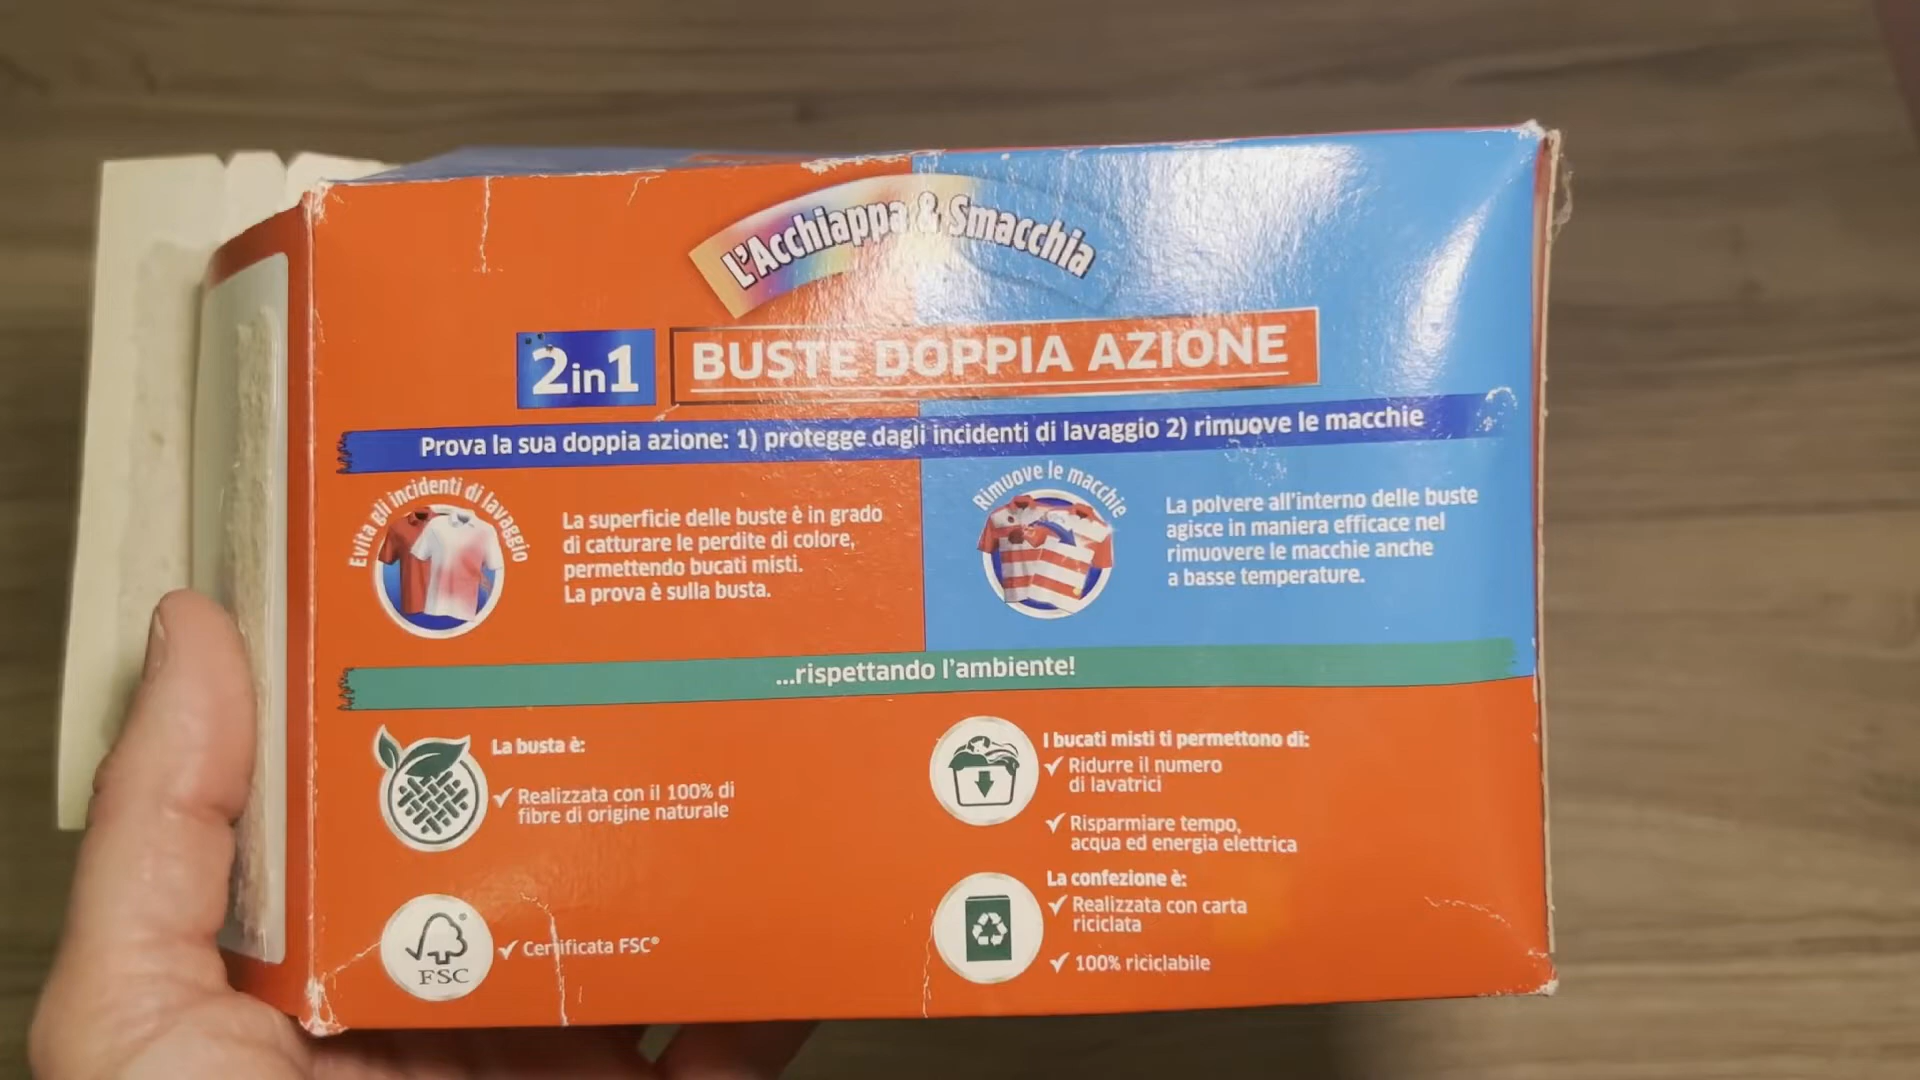 L'Acchiappa & Smacchia
2in1
BUSTE DOPPIA AZIONE
Prova la sua doppia azione: 1) protegge dagli incidenti di lavaggio 2) rimuove le macchie
Evita gli incidenti di lavaggio
La superficie delle buste è in grado
di catturare le perdite di colore,
permettendo bucati misti.
La prova è sulla busta.
Rimuove le macchie
La polvere all'interno delle buste
agisce in maniera efficace nel
rimuovere le macchie anche
a basse temperature.
...rispettando l'ambiente!
La busta è:
✓ Realizzata con il 100% di
fibre di origine naturale
FSC
✓ Certificata FSC®
I bucati misti ti permettono di:
✓ Ridurre il numero
di lavatrici
✓ Risparmiare tempo,
acqua ed energia elettrica
La confezione è:
✓ Realizzata con carta
riciclata
✓ 100% riciclabile